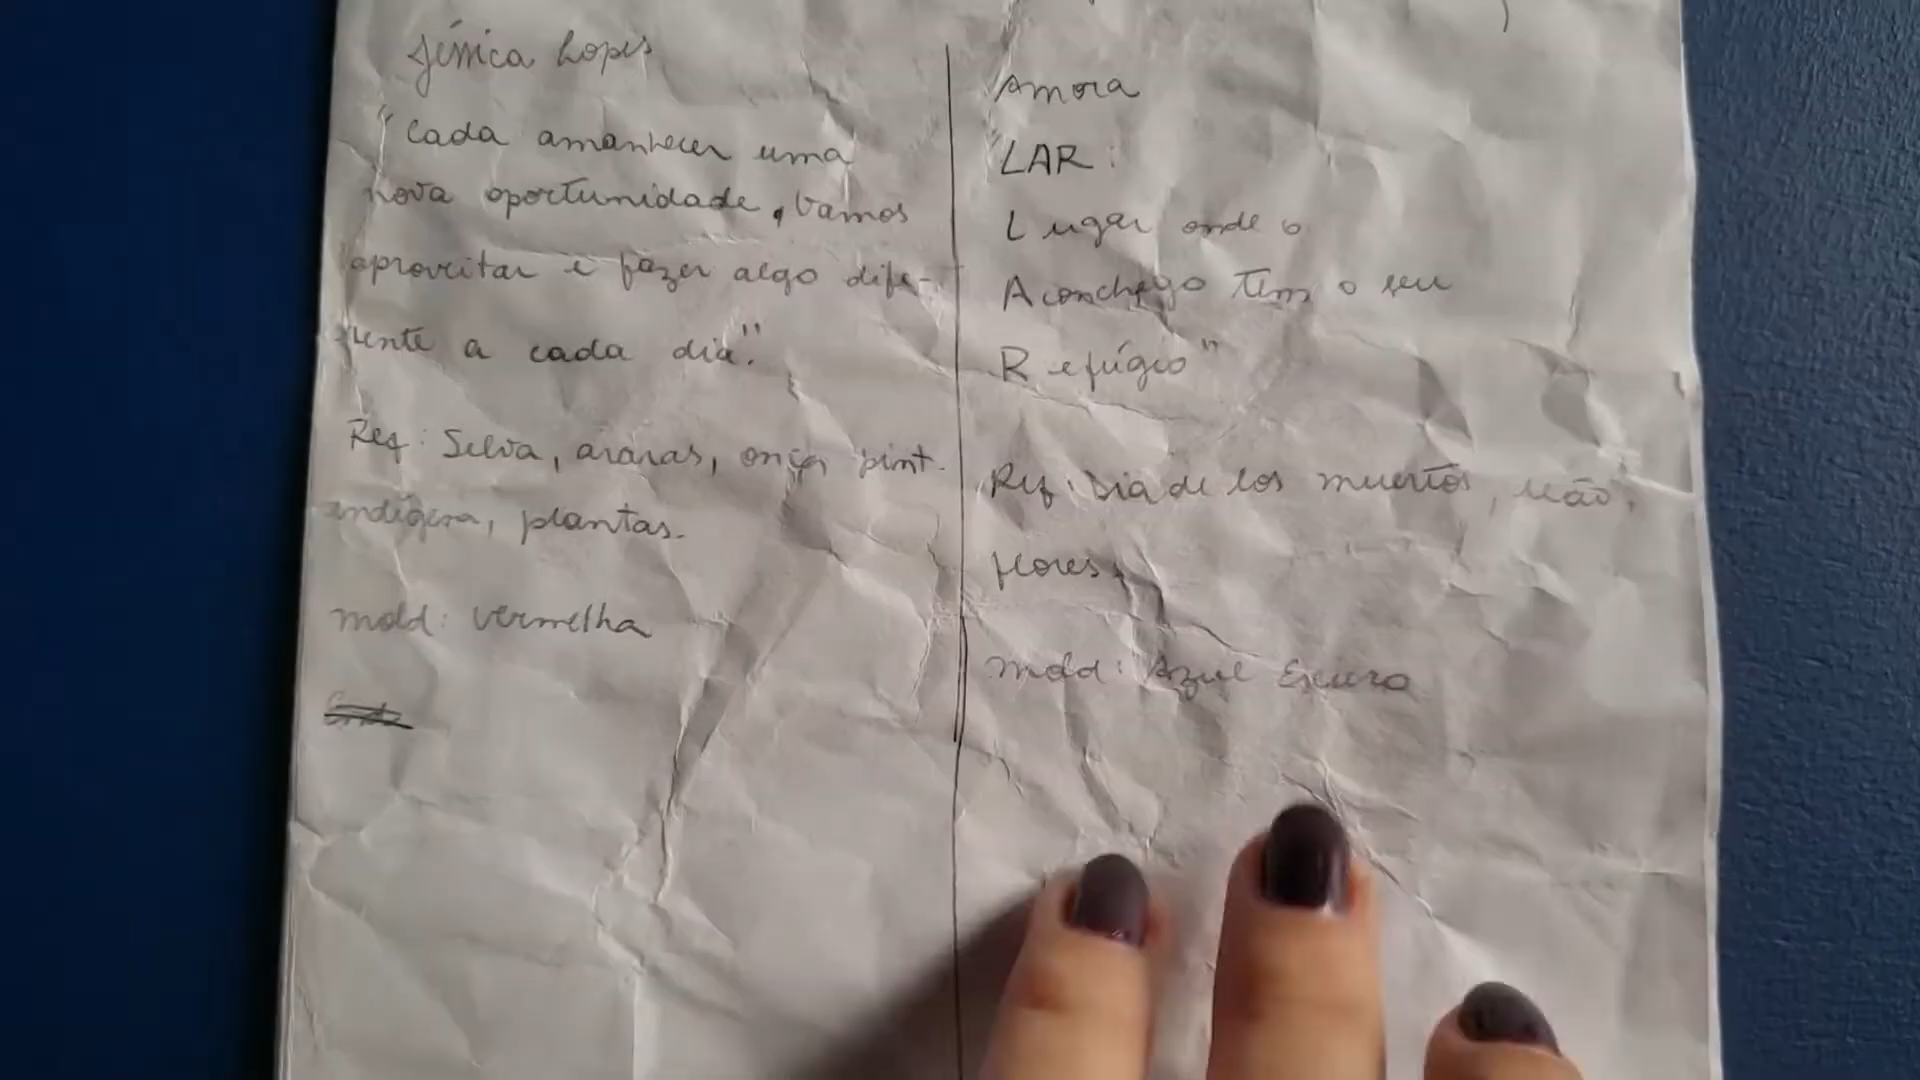 Jéssica Lopes
"Cada amanhecer uma
nova oportunidade, vamos
aproveitar e fazer algo dife-
rente a cada dia".
Ref: Selva, araras, onça pint.
indígena, plantas.
mold: vermelha
Amora
"LAR:
Lugar onde o
Aconchego tem o seu
Refúgio"
Ref: Dia de los muertos, leão,
flores,
mold: Azul Escuro